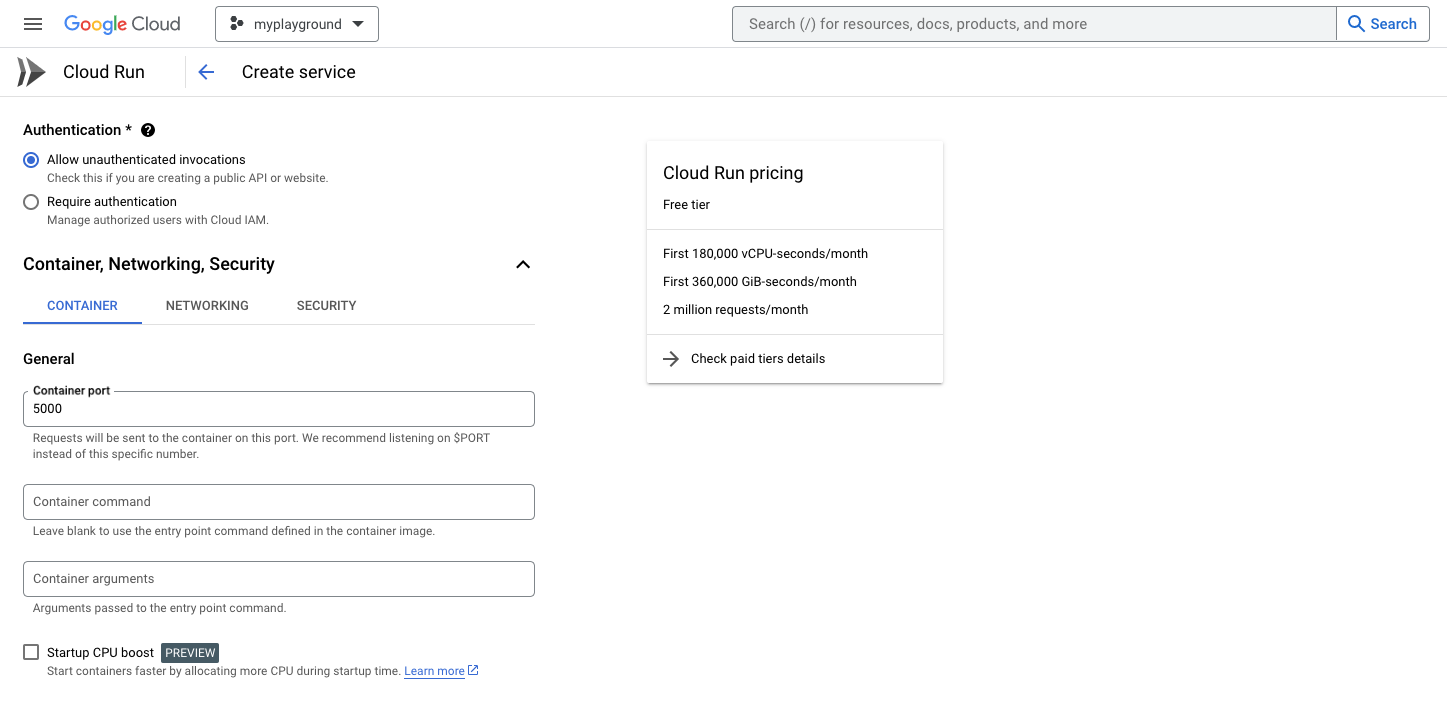 Google Cloud
myplayground
Search (/) for resources, docs, products, and more
Search
Cloud Run
Create service
Authentication *
Allow unauthenticated invocations
Check this if you are creating a public API or website.
Require authentication
Manage authorized users with Cloud IAM.
Container, Networking, Security
CONTAINER
NETWORKING
SECURITY
General
Container port
5000
Requests will be sent to the container on this port. We recommend listening on $PORT
instead of this specific number.
Container command
Leave blank to use the entry point command defined in the container image.
Container arguments
Arguments passed to the entry point command.
Startup CPU boost PREVIEW
Start containers faster by allocating more CPU during startup time. Learn more
Cloud Run pricing
Free tier
First 180,000 vCPU-seconds/month
First 360,000 GiB-seconds/month
2 million requests/month
Check paid tiers details